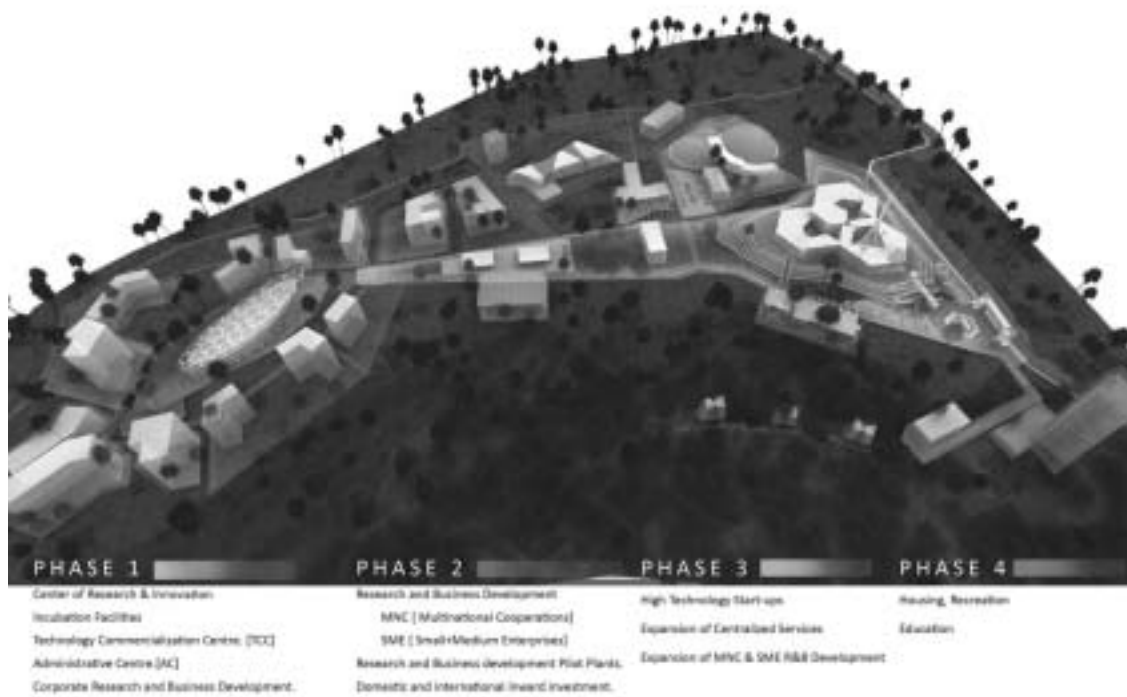 PHASE 1
Center of Research & Innovation
Incubation Facilities
Technology Commercialization Centre. [TCC]
Administrative Centre.[AC]
Corporate Research and Business Development.
PHASE 2
Research and Business Development
MNC [ Multinational Cooperations]
SME [ Small+Medium Enterprises]
Research and Business development Pilot Plants.
Domestic and International Inward Investment.
PHASE 3
High Technology Start-ups
Expansion of Centralized Services
Expansion of MNC & SME R&B Development
PHASE 4
Housing, Recreation
Education